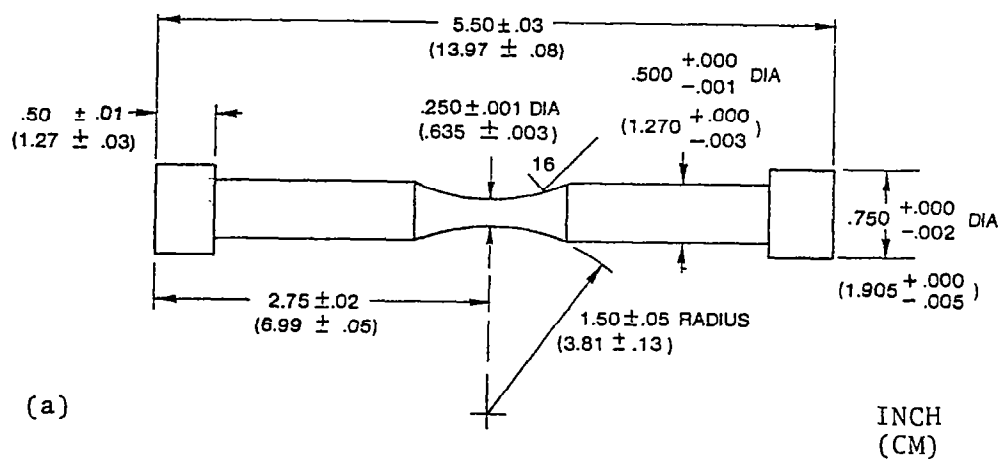 5.50±.03
(13.97 ± .08)
.500 +.000 -.001 DIA
(1.270 +.000 -.003)
.50 ± .01
(1.27 ± .03)
.250±.001 DIA
(.635 ± .003)
16
.750 +.000 -.002 DIA
(1.905 +.000 -.005)
2.75±.02
(6.99 ± .05)
1.50±.05 RADIUS
(3.81 ± .13)
(a)
INCH
(CM)